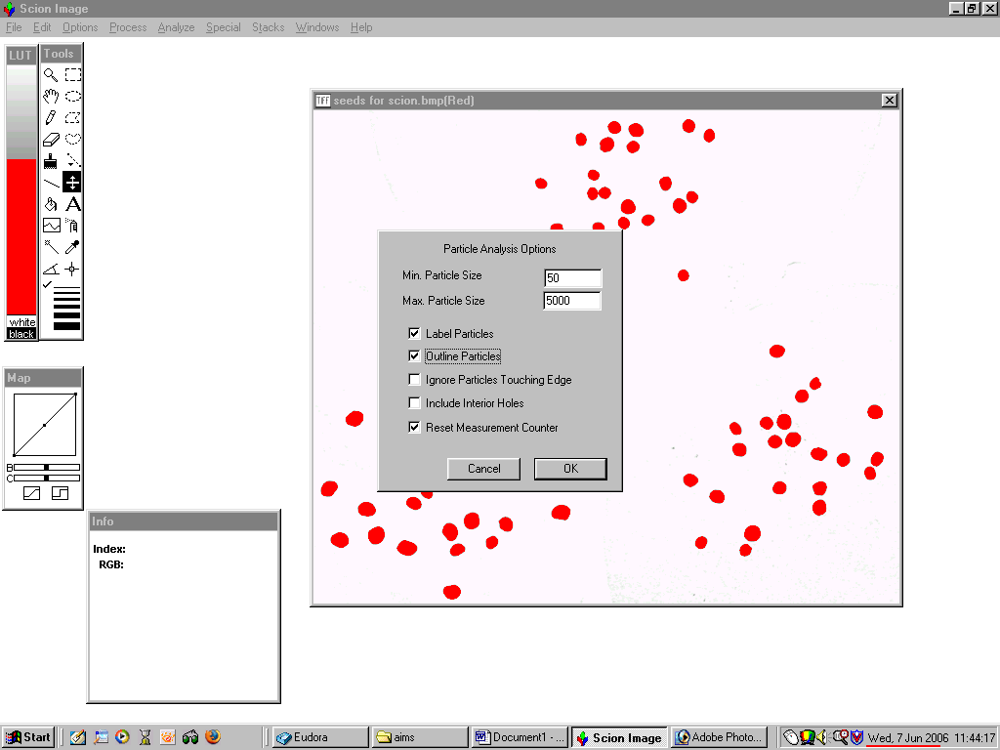 Scion Image
File Edit Options Process Analyze Special Stacks Windows Help
LUT
Tools
A
white
black
TIFF seeds for scion.bmp(Red)
Particle Analysis Options
Min. Particle Size 50
Max. Particle Size 5000
Label Particles
Outline Particles
Ignore Particles Touching Edge
Include Interior Holes
Reset Measurement Counter
Cancel OK
Map
B
C
Info
Index:
RGB:
Start Eudora aims Document1 - ... Scion Image Adobe Photo... Wed, 7 Jun 2006 11:44:17